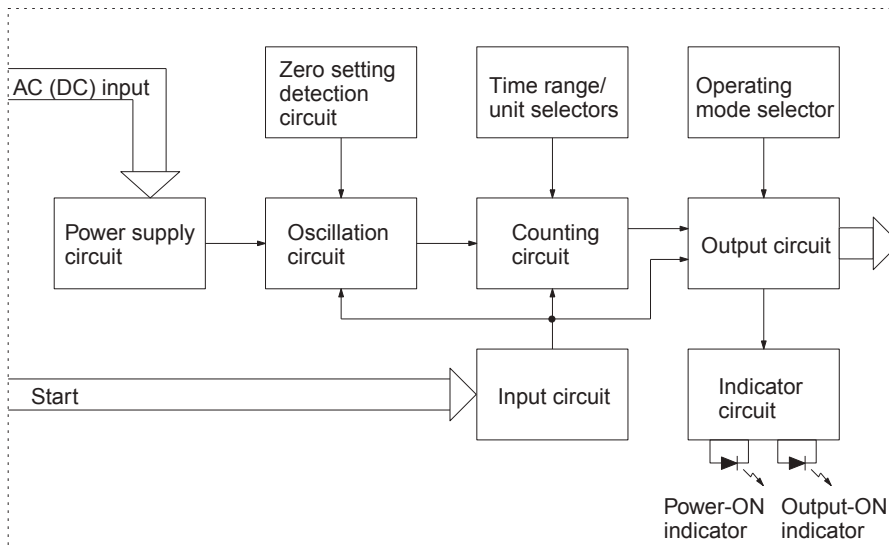 AC (DC) input
Zero setting
detection
circuit
Time range/
unit selectors
Operating
mode selector
Power supply
circuit
Oscillation
circuit
Counting
circuit
Output circuit
Start
Input circuit
Indicator
circuit
Power-ON
indicator
Output-ON
indicator